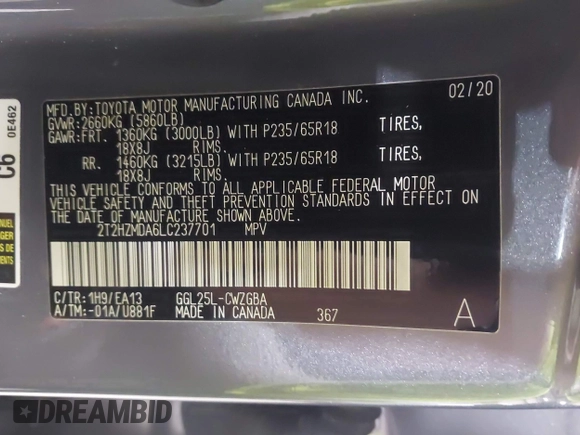 MFD.BY:TOYOTA MOTOR MANUFACTURING CANADA INC. 02/20
GVWR:2660KG (5860LB)
GAWR:FRT. 1360KG (3000LB) WITH P235/65R18 TIRES,
18X8J RIMS.
RR. 1460KG (3215LB) WITH P235/65R18 TIRES,
18X8J RIMS.
THIS VEHICLE CONFORMS TO ALL APPLICABLE FEDERAL MOTOR
VEHICLE SAFETY AND THEFT PREVENTION STANDARDS IN EFFECT ON
THE DATE OF MANUFACTURE SHOWN ABOVE.
2T2HZMDA6LC237701 MPV
C/TR:1H9/EA13 GGL25L-CWZGBA
A/TM:-01A/U881F MADE IN CANADA 367 A
C6
0E462
DREAMBID